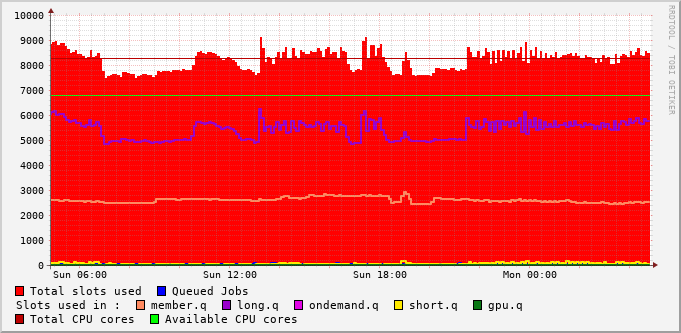 10000
9000
8000
7000
6000
5000
4000
3000
2000
1000
0
Sun 06:00 Sun 12:00 Sun 18:00 Mon 00:00
RRDTOOL / TOBI OETIKER
Total slots used Queued Jobs
Slots used in : member.q long.q ondemand.q short.q gpu.q
Total CPU cores Available CPU cores